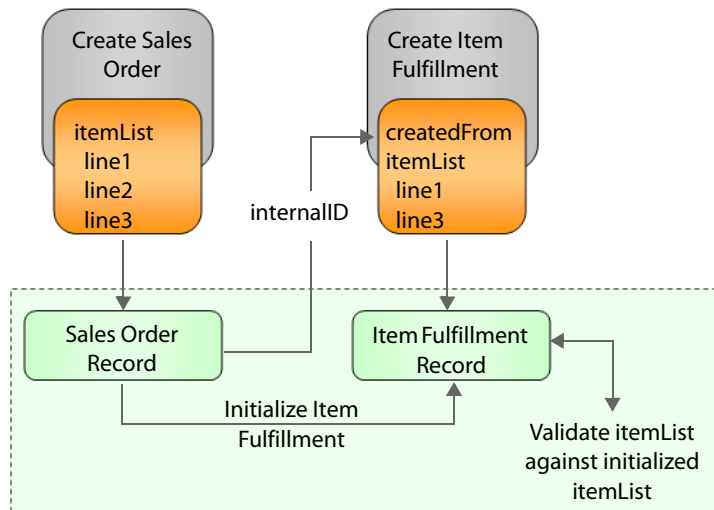 Create Sales
Order
itemList
line1
line2
line3
Create Item
Fulfillment
createdFrom
itemList
line1
line3
internalID
Sales Order
Record
Item Fulfillment
Record
Initialize Item
Fulfillment
Validate itemList
against initialized
itemList